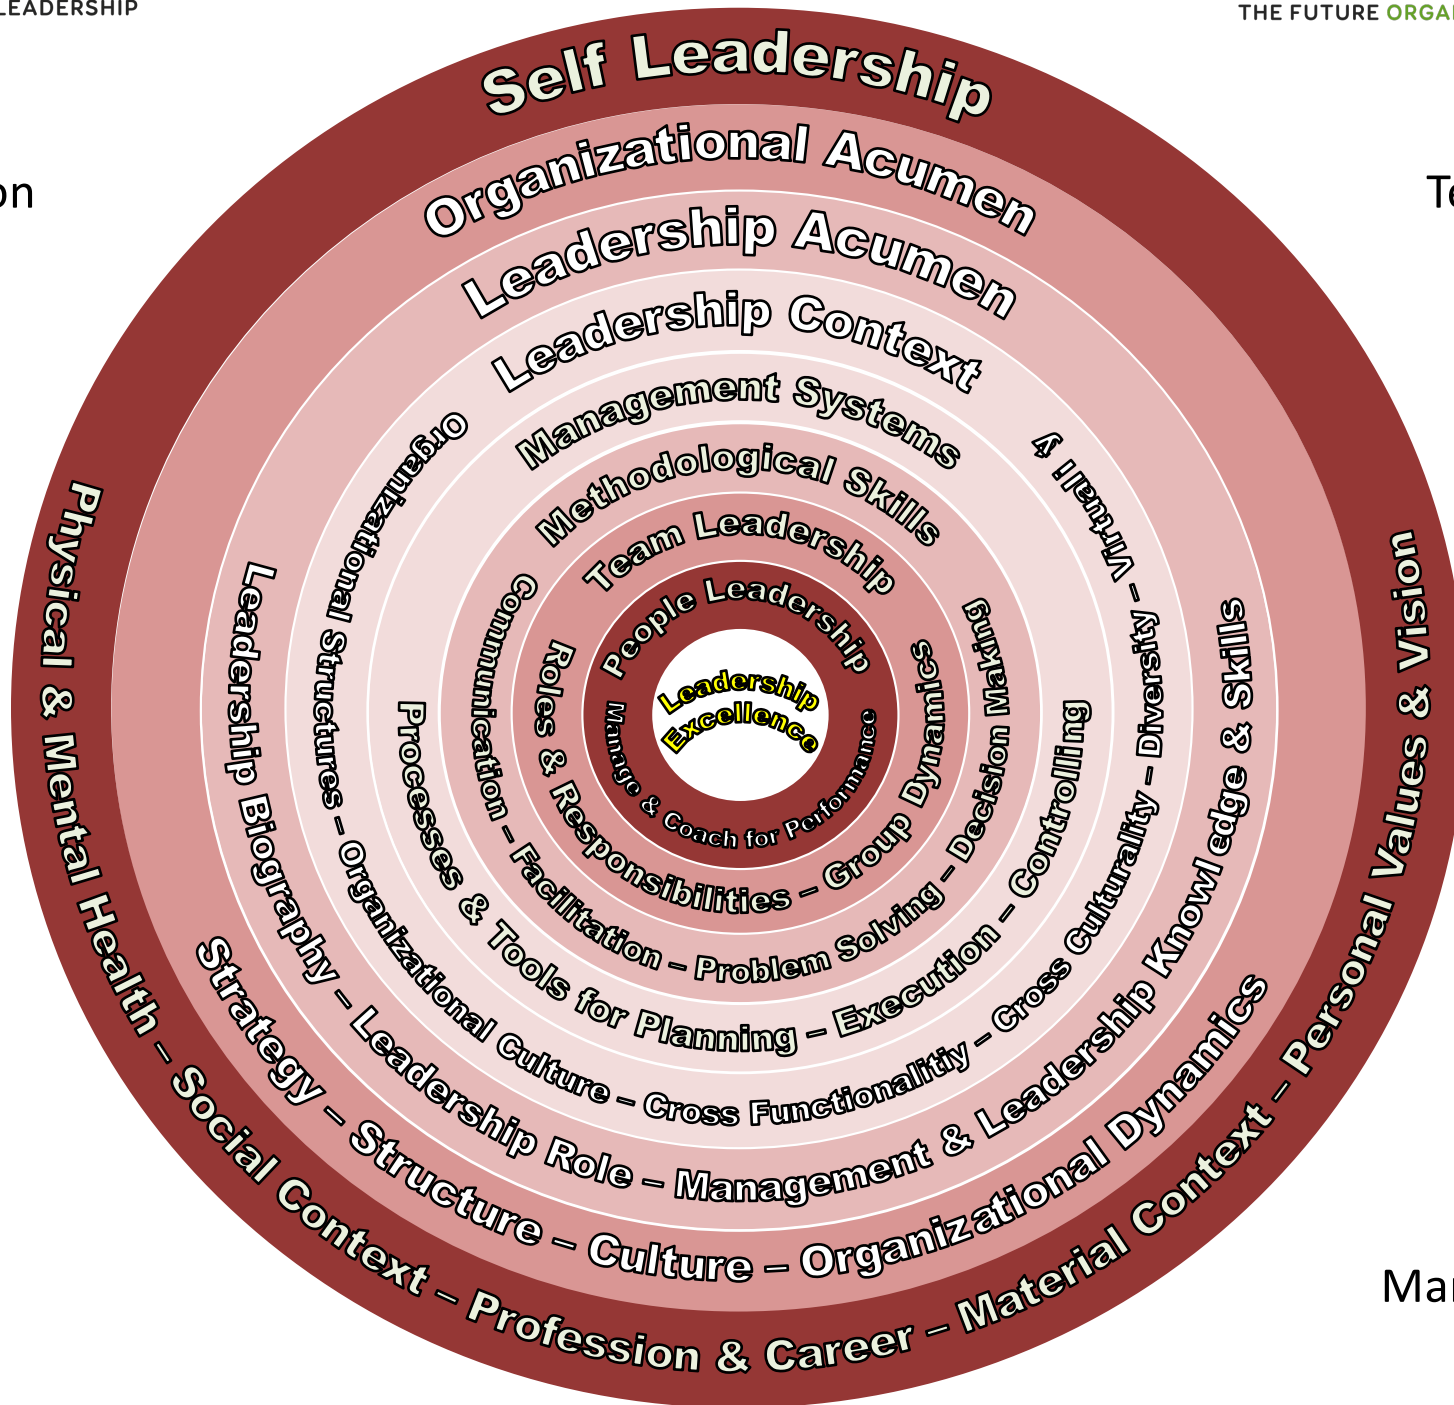 LEADERSHIP
THE FUTURE ORGA
on
Te
Self Leadership
Organizational Acumen
Leadership Acumen
Leadership Context
Management Systems
Methodological Skills
Team Leadership
People Leadership
Leadership
Excellence
Manage & Coach for Performance
Roles & Responsibilities – Group Dynamics
Communication – Facilitation – Problem Solving – Decision Making
Processes & Tools for Planning – Execution – Controlling
Organizational Structures – Organizational Culture – Cross Functionalitiy – Cross Culturality – Diversity – Virtuali y
Leadership Biography – Leadership Role – Management & Leadership Knowledge & Skills
Strategy – Structure – Culture – Organizational Dynamics
Physical & Mental Health – Social Context – Profession & Career – Material Context – Personal Values & Vision
Mar